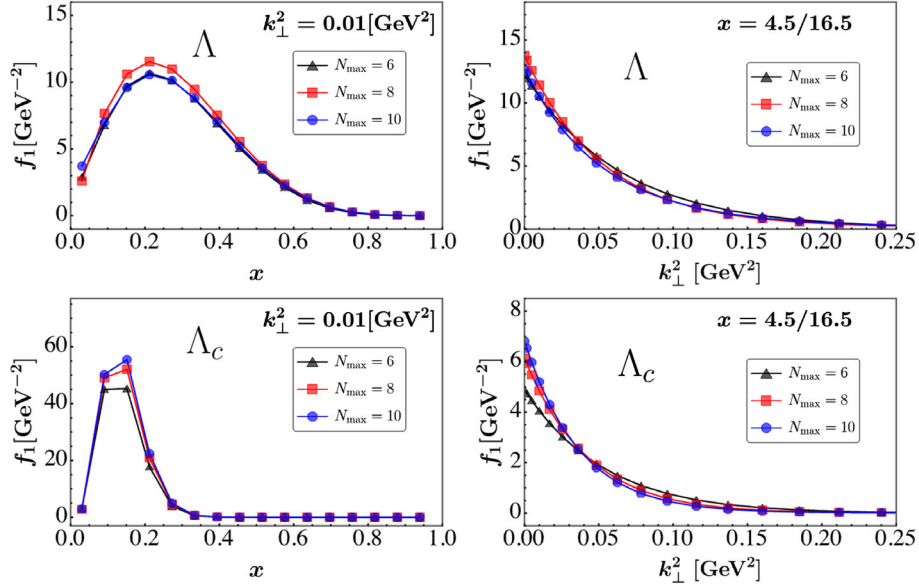 k²⊥ = 0.01[GeV²]
Λ
N_max = 6
N_max = 8
N_max = 10
f₁[GeV⁻²]
15
10
5
0
0.0 0.2 0.4 0.6 0.8 1.0
x
x = 4.5/16.5
Λ
N_max = 6
N_max = 8
N_max = 10
f₁[GeV⁻²]
15
10
5
0
0.00 0.05 0.10 0.15 0.20 0.25
k²⊥ [GeV²]
k²⊥ = 0.01[GeV²]
Λ_c
N_max = 6
N_max = 8
N_max = 10
f₁[GeV⁻²]
60
40
20
0
0.0 0.2 0.4 0.6 0.8 1.0
x
x = 4.5/16.5
Λ_c
N_max = 6
N_max = 8
N_max = 10
f₁[GeV⁻²]
8
6
4
2
0
0.00 0.05 0.10 0.15 0.20 0.25
k²⊥ [GeV²]